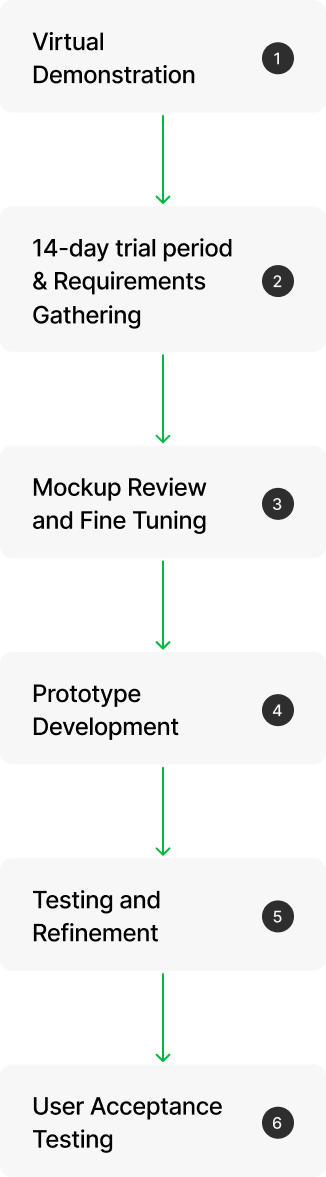 Virtual
Demonstration
1
14-day trial period
& Requirements
Gathering
2
Mockup Review
and Fine Tuning
3
Prototype
Development
4
Testing and
Refinement
5
User Acceptance
Testing
6